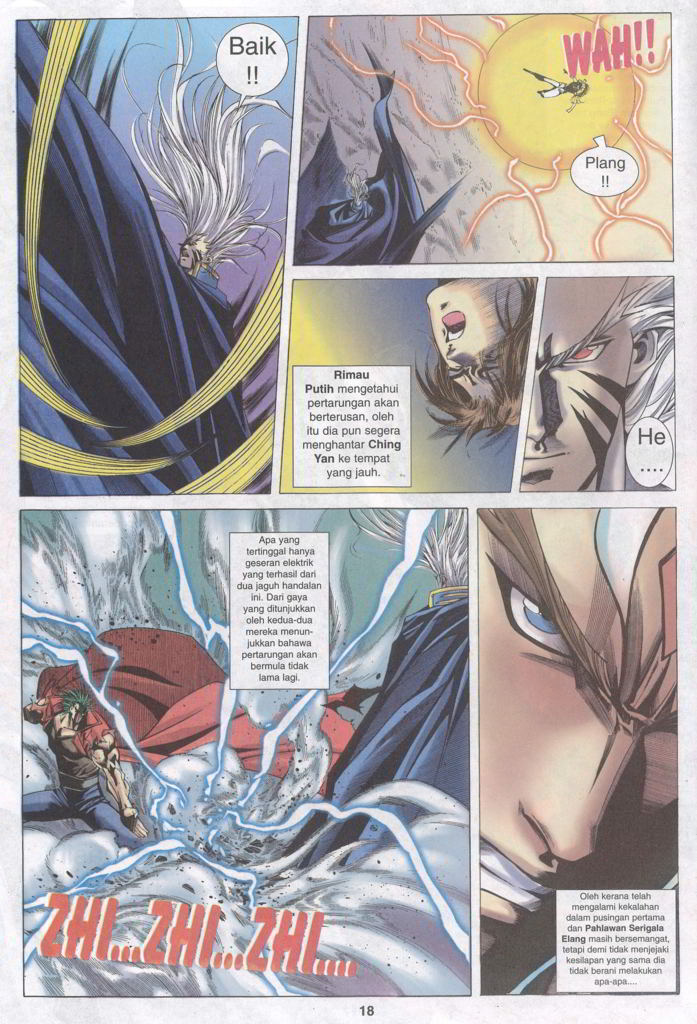 Baik
!!
WAH!!
Plang
!!
Rimau
Putih mengetahui
pertarungan akan
berterusan, oleh
itu dia pun segera
menghantar Ching
Yan ke tempat
yang jauh.
He
....
Apa yang
tertinggal hanya
geseran elektrik
yang terhasil dari
dua jaguh handalan
ini. Dari gaya
yang ditunjukkan
oleh kedua-dua
mereka menun-
jukkan bahawa
pertarungan akan
bermula tidak
lama lagi.
ZHI...ZHI...ZHI....
Oleh kerana telah
mengalami kekalahan
dalam pusingan pertama
dan Pahlawan Serigala
Elang masih bersemangat,
tetapi demi tidak menjejaki
kesilapan yang sama dia
tidak berani melakukan
apa-apa....
18